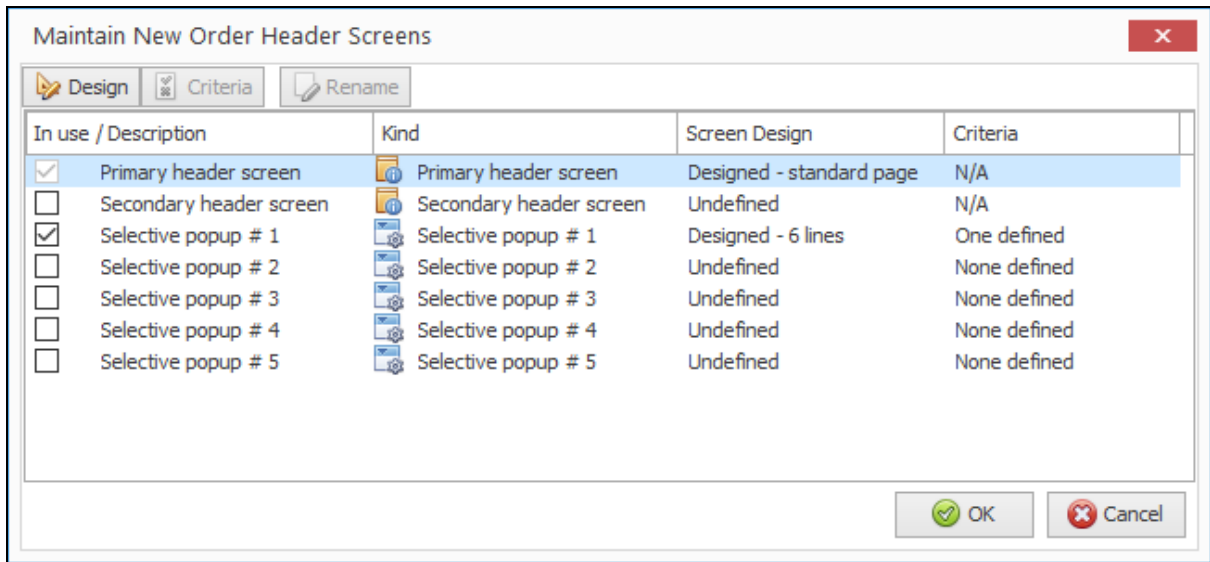 Maintain New Order Header Screens
Design Criteria Rename
In use / Description Kind Screen Design Criteria
Primary header screen Primary header screen Designed - standard page N/A
Secondary header screen Secondary header screen Undefined N/A
Selective popup # 1 Selective popup # 1 Designed - 6 lines One defined
Selective popup # 2 Selective popup # 2 Undefined None defined
Selective popup # 3 Selective popup # 3 Undefined None defined
Selective popup # 4 Selective popup # 4 Undefined None defined
Selective popup # 5 Selective popup # 5 Undefined None defined
OK Cancel